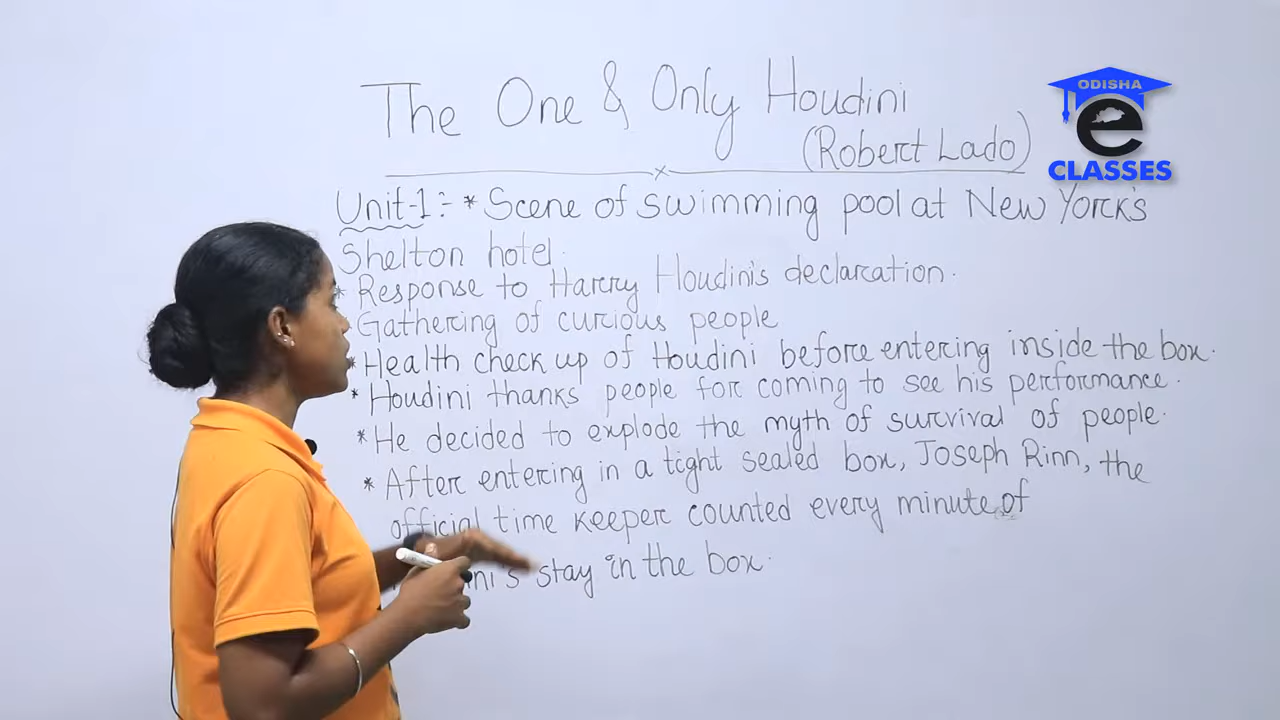 The One & Only Houdini
(Robert Lado)
Unit-1:- * Scene of swimming pool at New York's
Shelton hotel.
* Response to Harry Houdini's declaration.
* Gathering of curious people
* Health check up of Houdini before entering inside the box.
* Houdini thanks people for coming to see his performance.
* He decided to explode the myth of survival of people.
* After entering in a tight sealed box, Joseph Rinn, the
official time keeper counted every minute of
stay in the box.
ODISHA
e
CLASSES